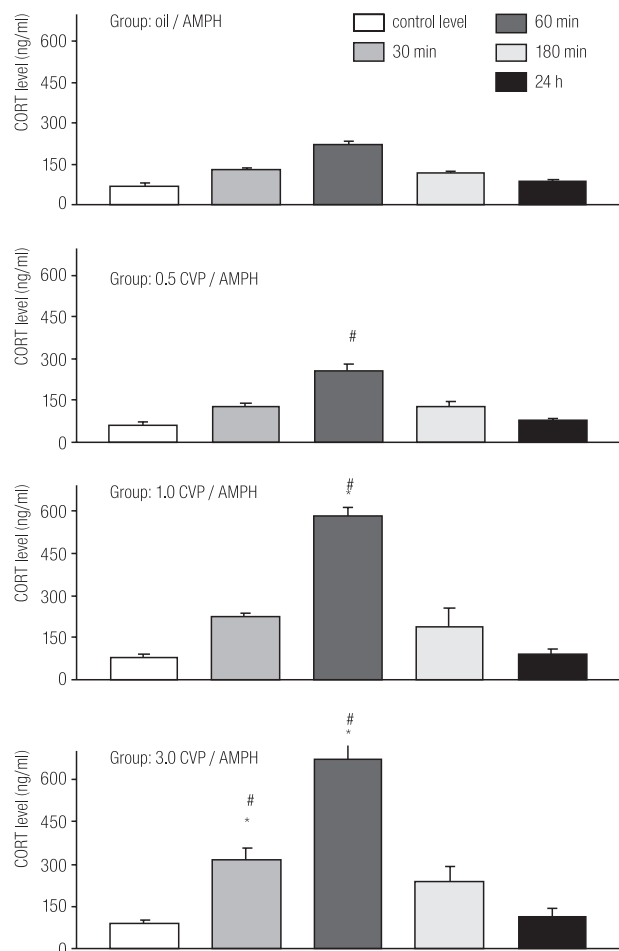 Group: oil / AMPH
control level
30 min
60 min
180 min
24 h
CORT level (ng/ml)
600
450
300
150
0
Group: 0.5 CVP / AMPH
CORT level (ng/ml)
600
450
300
150
0
#
Group: 1.0 CVP / AMPH
CORT level (ng/ml)
600
450
300
150
0
#
*
Group: 3.0 CVP / AMPH
CORT level (ng/ml)
600
450
300
150
0
#
*
#
*